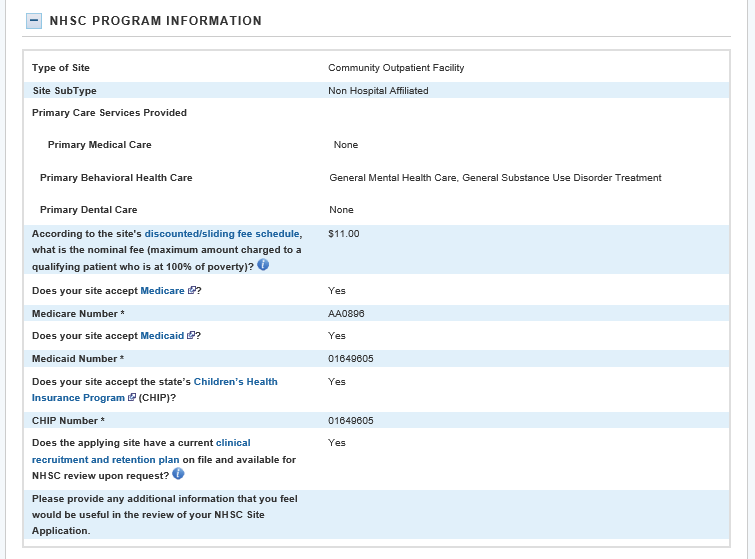 NHSC PROGRAM INFORMATION
Type of Site Community Outpatient Facility
Site SubType Non Hospital Affiliated
Primary Care Services Provided
Primary Medical Care None
Primary Behavioral Health Care General Mental Health Care, General Substance Use Disorder Treatment
Primary Dental Care None
According to the site's discounted/sliding fee schedule, $11.00
what is the nominal fee (maximum amount charged to a
qualifying patient who is at 100% of poverty)?
Does your site accept Medicare ? Yes
Medicare Number * AA0896
Does your site accept Medicaid ? Yes
Medicaid Number * 01649605
Does your site accept the state's Children's Health Yes
Insurance Program (CHIP)?
CHIP Number * 01649605
Does the applying site have a current clinical Yes
recruitment and retention plan on file and available for
NHSC review upon request?
Please provide any additional information that you feel
would be useful in the review of your NHSC Site
Application.